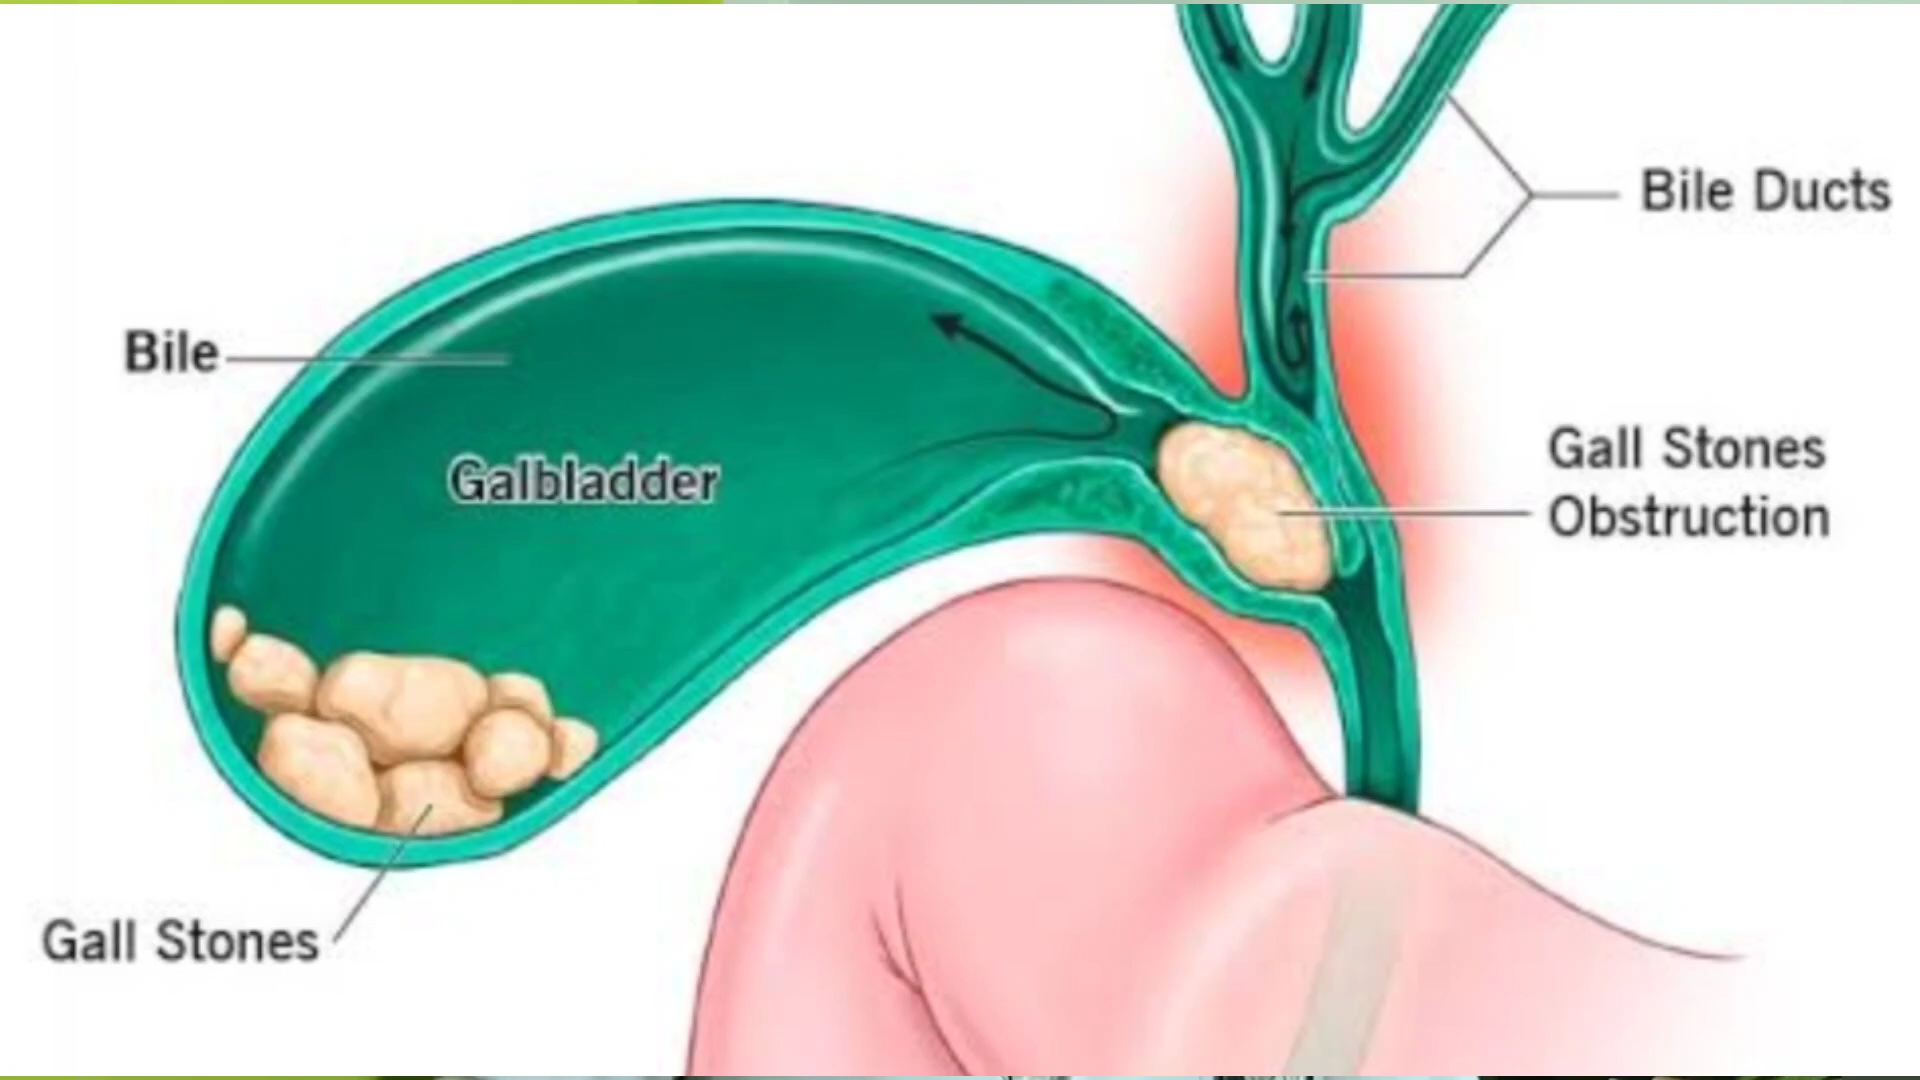 Bile Ducts
Bile
Galbladder
Gall Stones
Obstruction
Gall Stones